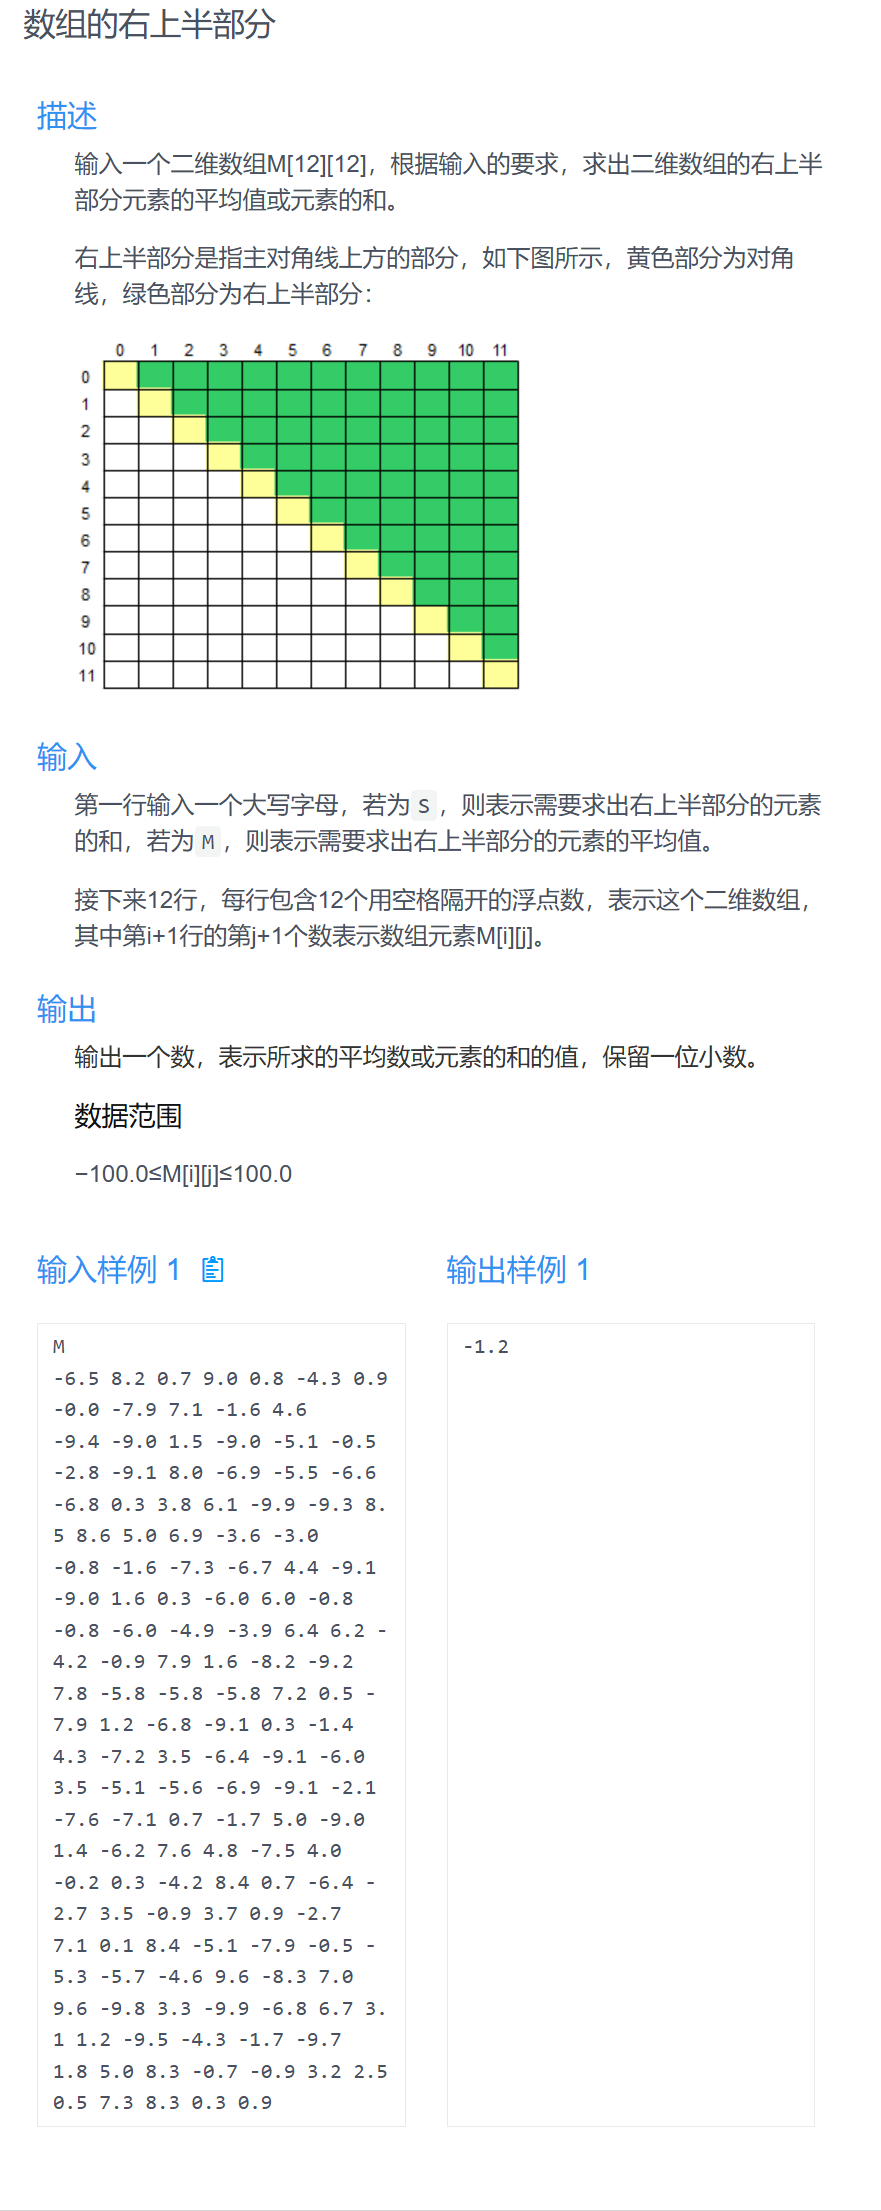 数组的右上半部分
描述
输入一个二维数组M[12][12]，根据输入的要求，求出二维数组的右上半
部分元素的平均值或元素的和。
右上半部分是指主对角线上方的部分，如下图所示，黄色部分为对角
线，绿色部分为右上半部分：
0 1 2 3 4 5 6 7 8 9 10 11
0
1
2
3
4
5
6
7
8
9
10
11
输入
第一行输入一个大写字母，若为 S ，则表示需要求出右上半部分的元素
的和，若为 M ，则表示需要求出右上半部分的元素的平均值。
接下来12行，每行包含12个用空格隔开的浮点数，表示这个二维数组，
其中第i+1行的第j+1个数表示数组元素M[i][j]。
输出
输出一个数，表示所求的平均数或元素的和的值，保留一位小数。
数据范围
−100.0≤M[i][j]≤100.0
输入样例 1
M
-6.5 8.2 0.7 9.0 0.8 -4.3 0.9
-0.0 -7.9 7.1 -1.6 4.6
-9.4 -9.0 1.5 -9.0 -5.1 -0.5
-2.8 -9.1 8.0 -6.9 -5.5 -6.6
-6.8 0.3 3.8 6.1 -9.9 -9.3 8.
5 8.6 5.0 6.9 -3.6 -3.0
-0.8 -1.6 -7.3 -6.7 4.4 -9.1
-9.0 1.6 0.3 -6.0 6.0 -0.8
-0.8 -6.0 -4.9 -3.9 6.4 6.2 -
4.2 -0.9 7.9 1.6 -8.2 -9.2
7.8 -5.8 -5.8 -5.8 7.2 0.5 -
7.9 1.2 -6.8 -9.1 0.3 -1.4
4.3 -7.2 3.5 -6.4 -9.1 -6.0
3.5 -5.1 -5.6 -6.9 -9.1 -2.1
-7.6 -7.1 0.7 -1.7 5.0 -9.0
1.4 -6.2 7.6 4.8 -7.5 4.0
-0.2 0.3 -4.2 8.4 0.7 -6.4 -
2.7 3.5 -0.9 3.7 0.9 -2.7
7.1 0.1 8.4 -5.1 -7.9 -0.5 -
5.3 -5.7 -4.6 9.6 -8.3 7.0
9.6 -9.8 3.3 -9.9 -6.8 6.7 3.
1 1.2 -9.5 -4.3 -1.7 -9.7
1.8 5.0 8.3 -0.7 -0.9 3.2 2.5
0.5 7.3 8.3 0.3 0.9
输出样例 1
-1.2